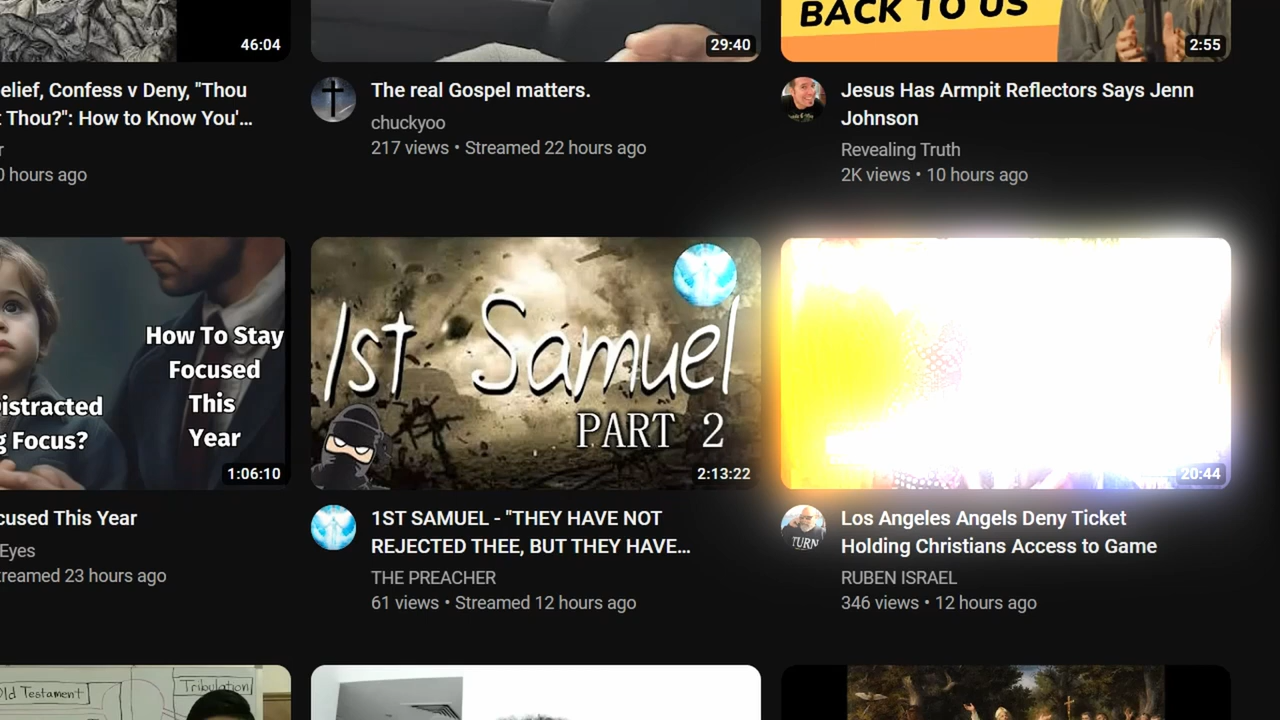 46:04
29:40
BACK TO US
2:55
elief, Confess v Deny, "Thou
t Thou?": How to Know You'...
r
0 hours ago
The real Gospel matters.
chuckyoo
217 views • Streamed 22 hours ago
Jesus Has Armpit Reflectors Says Jenn
Johnson
Revealing Truth
2K views • 10 hours ago
How To Stay
Focused
This
Year
istracted
g Focus?
1:06:10
1st Samuel
PART 2
2:13:22
20:44
cused This Year
Eyes
treamed 23 hours ago
1ST SAMUEL - "THEY HAVE NOT
REJECTED THEE, BUT THEY HAVE...
THE PREACHER
61 views • Streamed 12 hours ago
TURN
Los Angeles Angels Deny Ticket
Holding Christians Access to Game
RUBEN ISRAEL
346 views • 12 hours ago
Old Testament
Tribulation